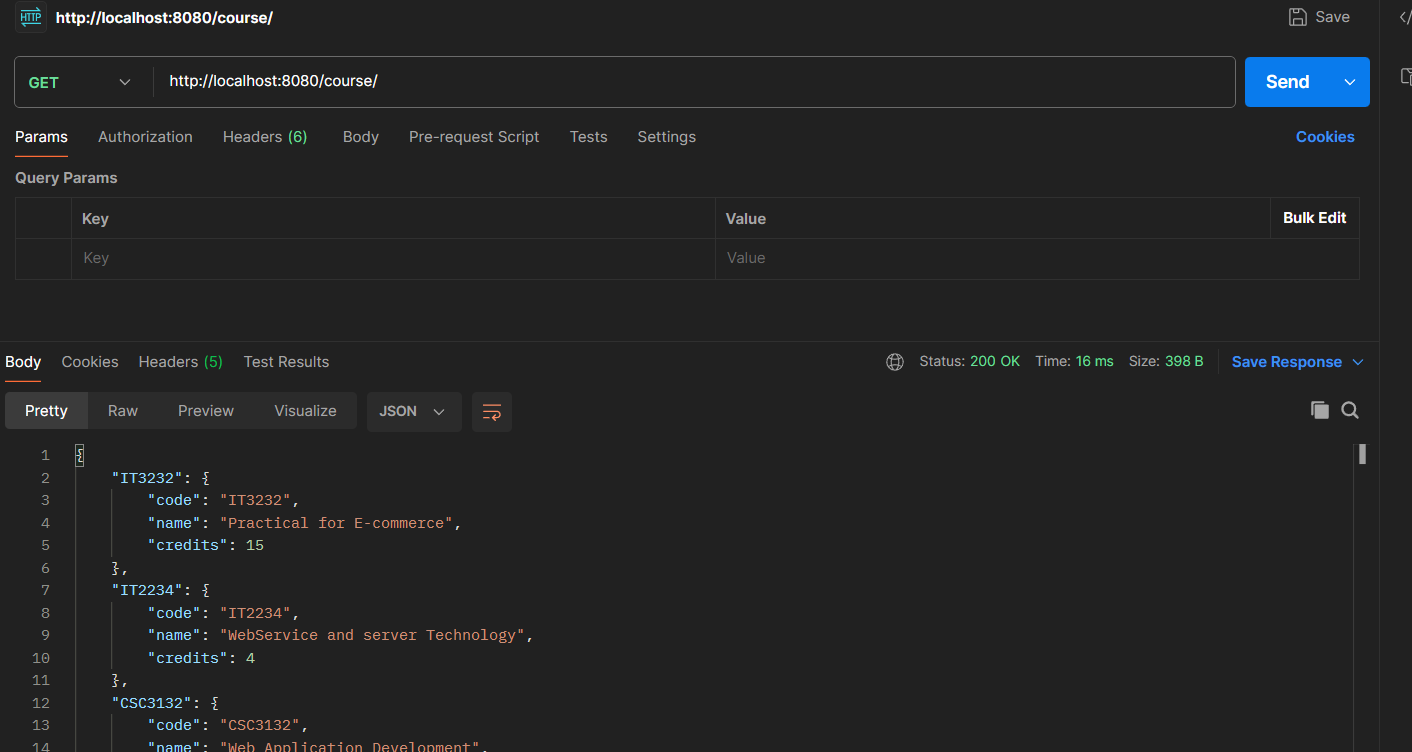 HTTP http://localhost:8080/course/ Save
GET http://localhost:8080/course/ Send
Params Authorization Headers (6) Body Pre-request Script Tests Settings Cookies
Query Params
Key Value Bulk Edit
Key Value
Body Cookies Headers (5) Test Results Status: 200 OK Time: 16 ms Size: 398 B Save Response
Pretty Raw Preview Visualize JSON
1 {
2 "IT3232": {
3 "code": "IT3232",
4 "name": "Practical for E-commerce",
5 "credits": 15
6 },
7 "IT2234": {
8 "code": "IT2234",
9 "name": "WebService and server Technology",
10 "credits": 4
11 },
12 "CSC3132": {
13 "code": "CSC3132",
14 "name": "Web Application Development",